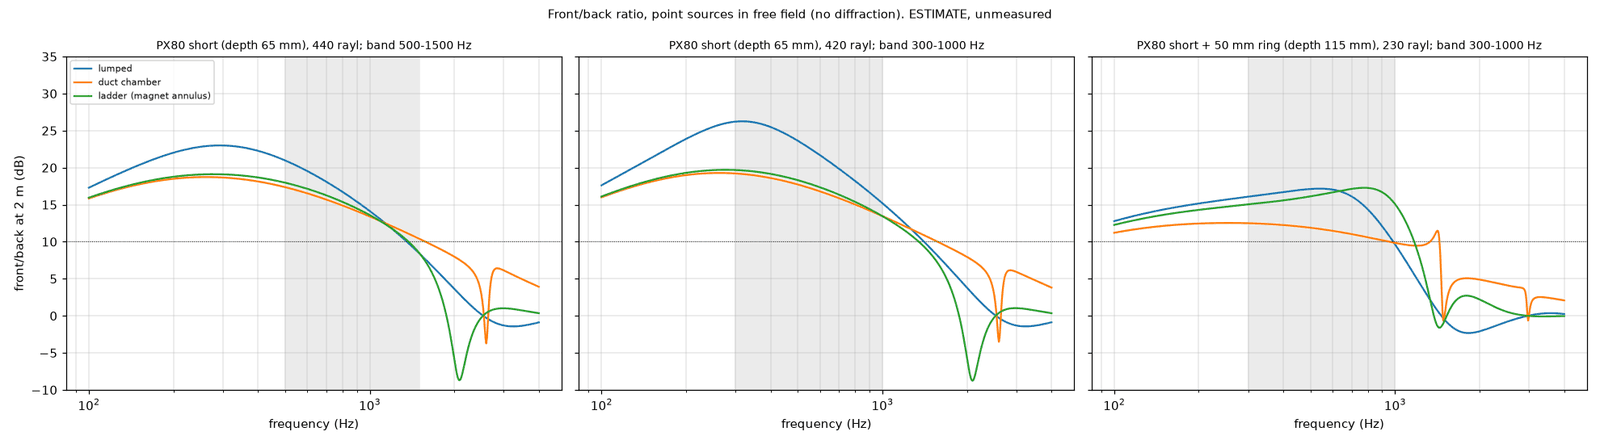 Front/back ratio, point sources in free field (no diffraction). ESTIMATE, unmeasured
PX80 short (depth 65 mm), 440 rayl; band 500-1500 Hz
PX80 short (depth 65 mm), 420 rayl; band 300-1000 Hz
PX80 short + 50 mm ring (depth 115 mm), 230 rayl; band 300-1000 Hz
front/back at 2 m (dB)
35
30
25
20
15
10
5
0
−5
−10
lumped
duct chamber
ladder (magnet annulus)
10² 10³
10² 10³
10² 10³
frequency (Hz)
frequency (Hz)
frequency (Hz)